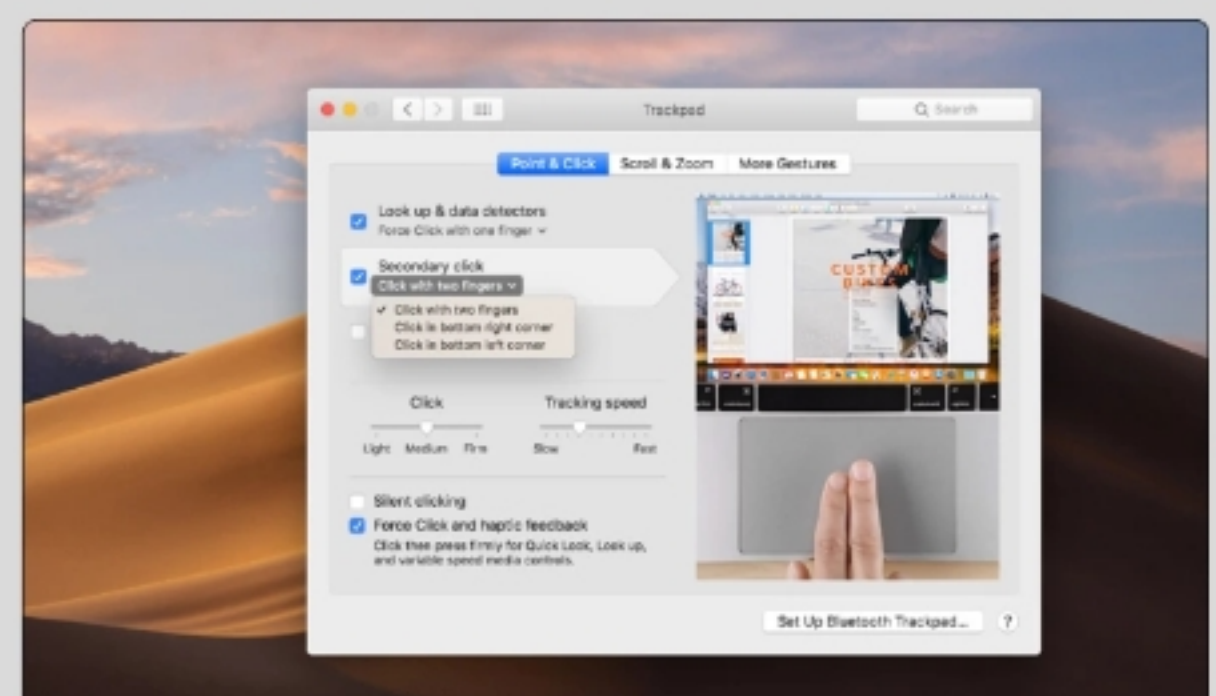 Trackpad
Search
Point & Click
Scroll & Zoom
More Gestures
Look up & data detectors
Force Click with one finger
Secondary click
Click with two fingers
Click with two fingers
Click in bottom right corner
Click in bottom left corner
Click
Tracking speed
Light Medium Firm
Slow Fast
Silent clicking
Force Click and haptic feedback
Click then press firmly for Quick Look, Look up,
and variable speed media controls.
CUSTOM
BIKES
Set Up Bluetooth Trackpad...
?